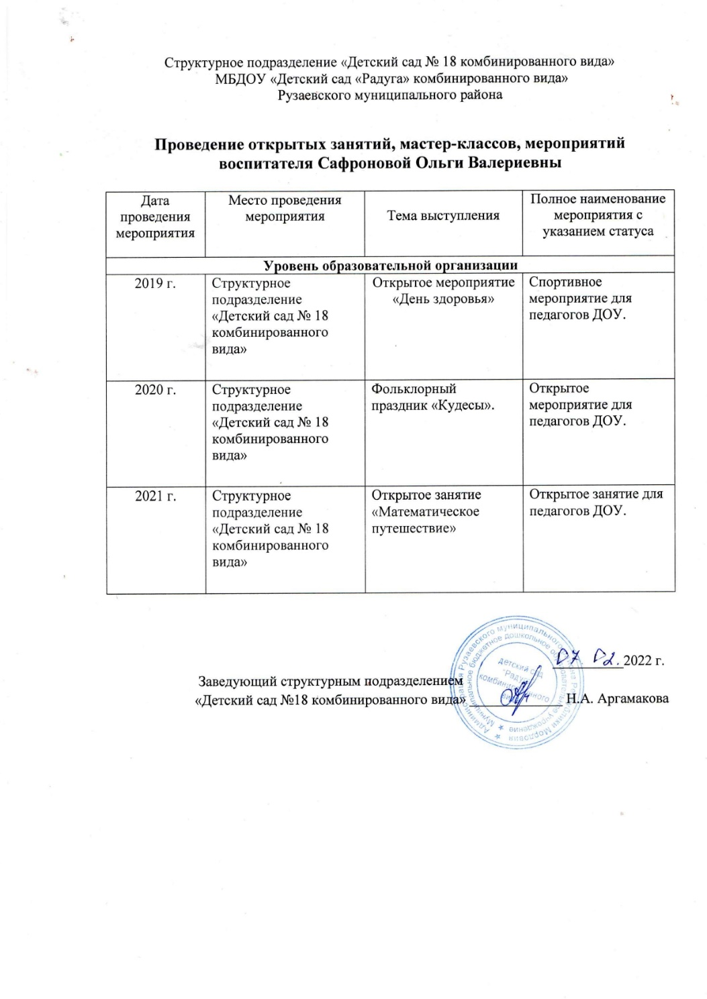 Структурное подразделение «Детский сад № 18 комбинированного вида»
МБДОУ «Детский сад «Радуга» комбинированного вида»
Рузаевского муниципального района
Проведение открытых занятий, мастер-классов, мероприятий
воспитателя Сафроновой Ольги Валериевны
Дата
проведения
мероприятия
Место проведения
мероприятия
Тема выступления
Полное наименование
мероприятия с
указанием статуса
Уровень образовательной организации
2019 г.
Структурное
подразделение
«Детский сад № 18
комбинированного
вида»
Открытое мероприятие
«День здоровья»
Спортивное
мероприятие для
педагогов ДОУ.
2020 г.
Структурное
подразделение
«Детский сад № 18
комбинированного
вида»
Фольклорный
праздник «Кудесы».
Открытое
мероприятие для
педагогов ДОУ.
2021 г.
Структурное
подразделение
«Детский сад № 18
комбинированного
вида»
Открытое занятие
«Математическое
путешествие»
Открытое занятие для
педагогов ДОУ.
07.02.2022 г.
Заведующий структурным подразделением
«Детский сад №18 комбинированного вида» Н.А. Аргамакова
Администрация Рузаевского муниципального района Республики Мордовия
Муниципальное бюджетное дошкольное образовательное учреждение
детский сад
"Радуга"
комбинированного
вида